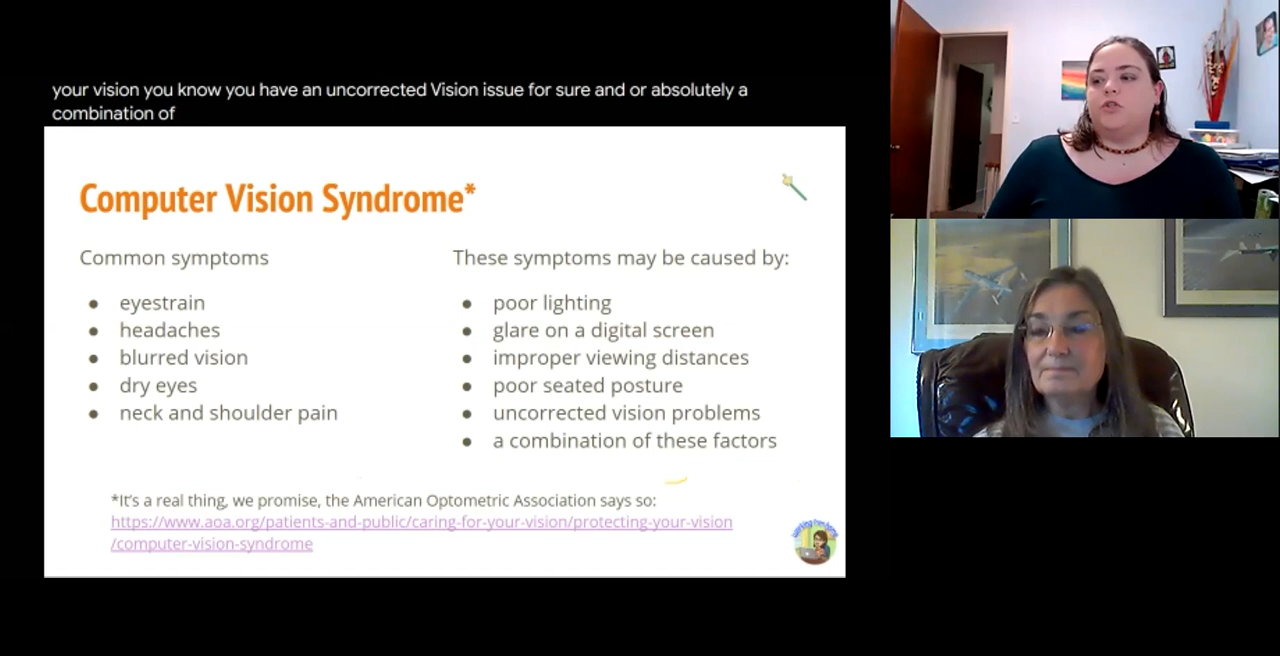 your vision you know you have an uncorrected Vision issue for sure and or absolutely a
combination of
Computer Vision Syndrome*
Common symptoms
● eyestrain
● headaches
● blurred vision
● dry eyes
● neck and shoulder pain
These symptoms may be caused by:
● poor lighting
● glare on a digital screen
● improper viewing distances
● poor seated posture
● uncorrected vision problems
● a combination of these factors
*It's a real thing, we promise, the American Optometric Association says so:
https://www.aoa.org/patients-and-public/caring-for-your-vision/protecting-your-vision
/computer-vision-syndrome
Working from home